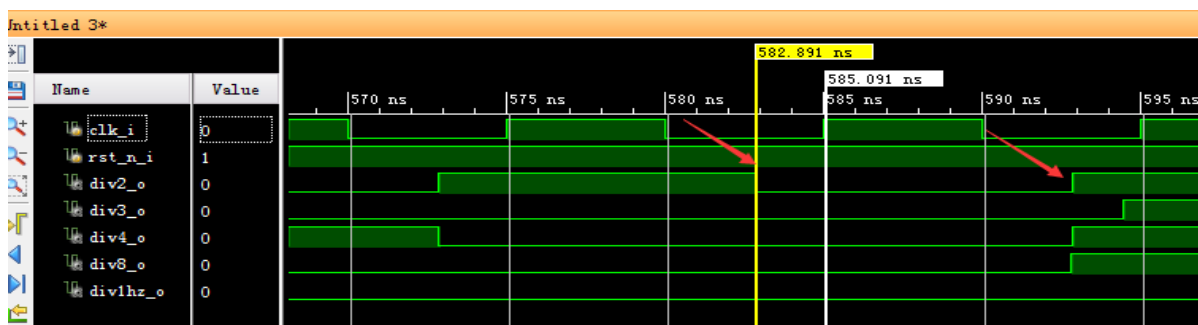 Untitled 3*
582.891 ns
585.091 ns
Name Value
570 ns 575 ns 580 ns 585 ns 590 ns 595 ns
clk_i 0
rst_n_i 1
div2_o 0
div3_o 0
div4_o 0
div8_o 0
div1hz_o 0